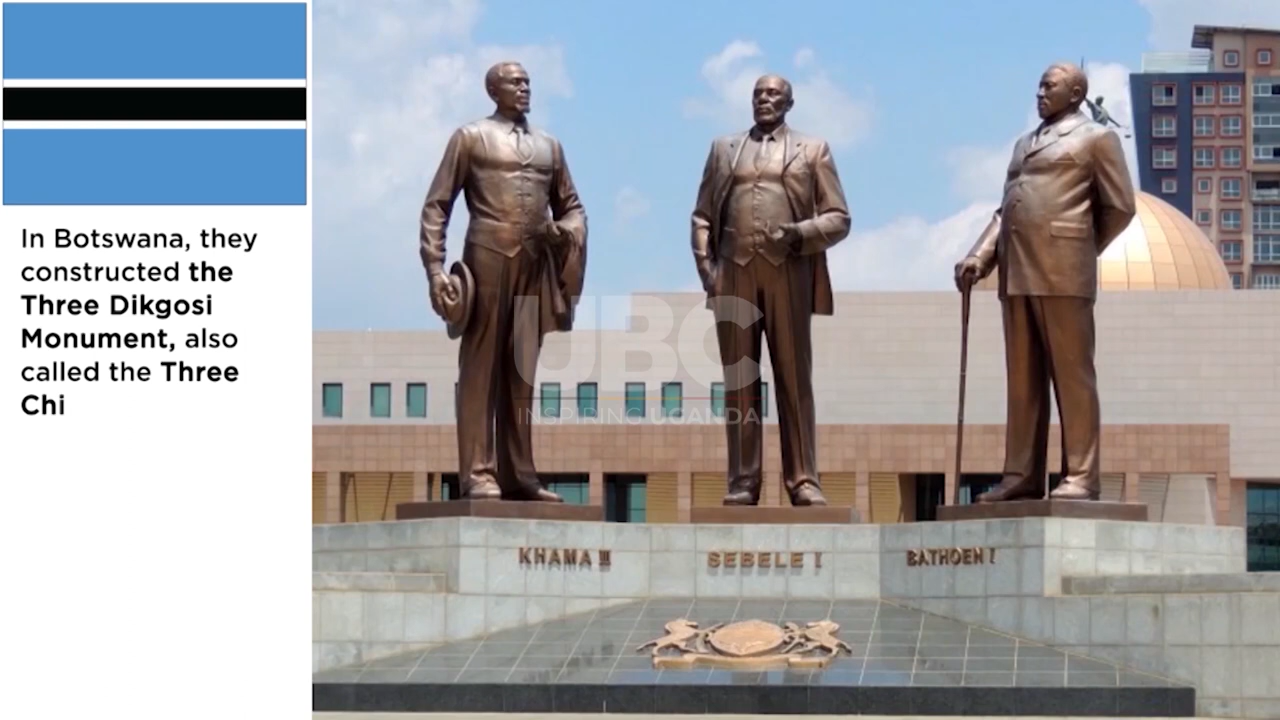 In Botswana, they
constructed the
Three Dikgosi
Monument, also
called the Three
Chi
UBC
INSPIRING UGANDA
KHAMA III
SEBELE I
BATHOEN I